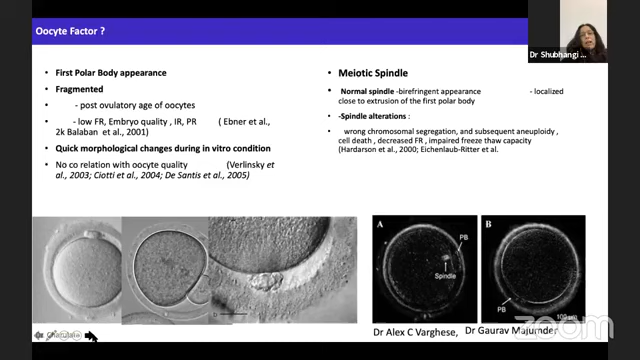 Oocyte Factor ?
Dr Shubhangi ...
First Polar Body appearance
Fragmented
- post ovulatory age of oocytes
- low FR, Embryo quality , IR, PR ( Ebner et al.,
2k Balaban et al., 2001)
Quick morphological changes during in vitro condition
No co relation with oocyte quality (Verlinsky et
al., 2003; Ciotti et al., 2004; De Santis et al., 2005)
Meiotic Spindle
Normal spindle -birefringent appearance - localized
close to extrusion of the first polar body
-Spindle alterations :
wrong chromosomal segregation, and subsequent aneuploidy ,
cell death , decreased FR , impaired freeze thaw capacity
(Hardarson et al., 2000; Eichenlaub-Ritter et al.
A
PB
Spindle
B
PB
100 µm
Dr Alex C Varghese, Dr Gaurav Majumder
zoom